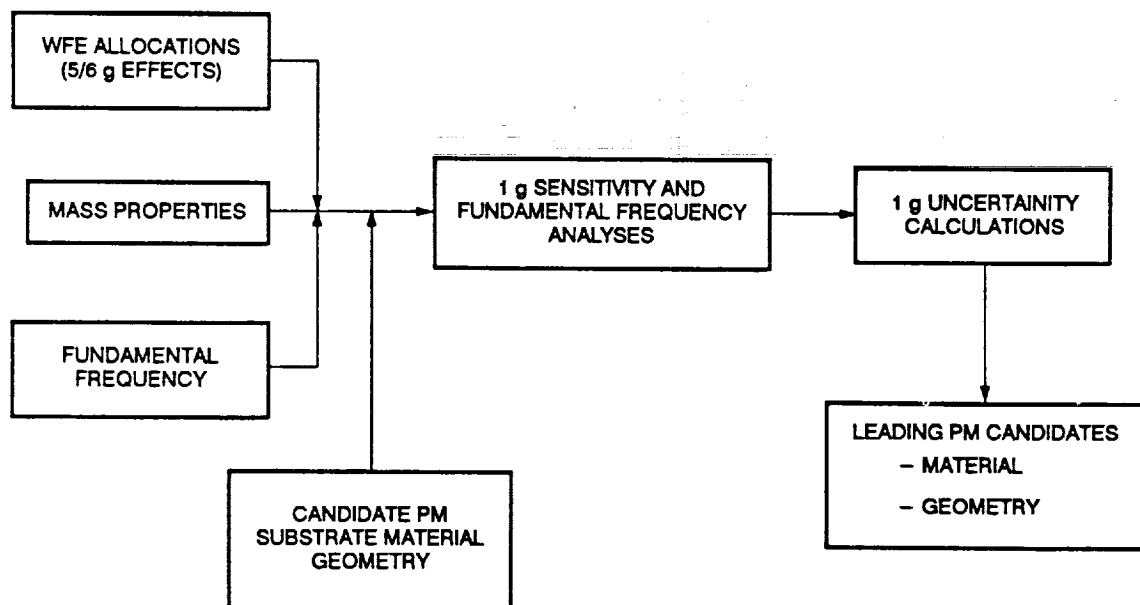 WFE ALLOCATIONS
(5/6 g EFFECTS)
MASS PROPERTIES
FUNDAMENTAL
FREQUENCY
CANDIDATE PM
SUBSTRATE MATERIAL
GEOMETRY
1 g SENSITIVITY AND
FUNDAMENTAL FREQUENCY
ANALYSES
1 g UNCERTAINITY
CALCULATIONS
LEADING PM CANDIDATES
– MATERIAL
– GEOMETRY